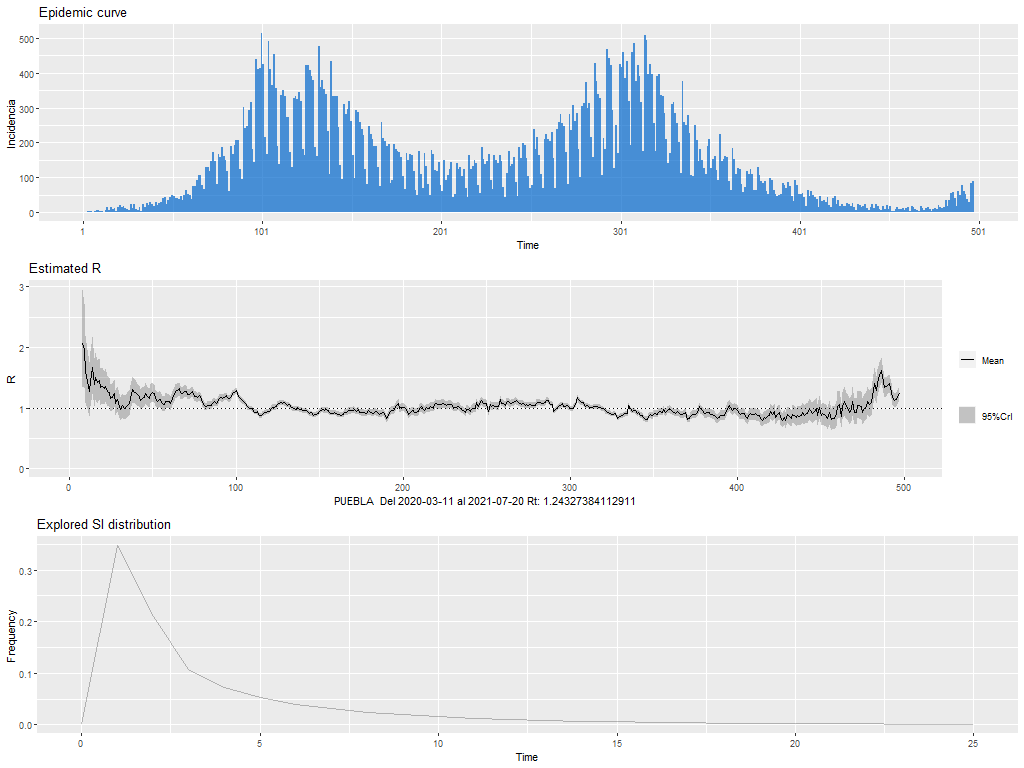 Epidemic curve
500
400
300
200
100
0
Incidencia
1
101
201
301
401
501
Time
Estimated R
3
2
1
0
R
Mean
95%CrI
0
100
200
300
400
500
PUEBLA Del 2020-03-11 al 2021-07-20 Rt: 1.24327384112911
Explored SI distribution
0.3
0.2
0.1
0.0
Frequency
0
5
10
15
20
25
Time